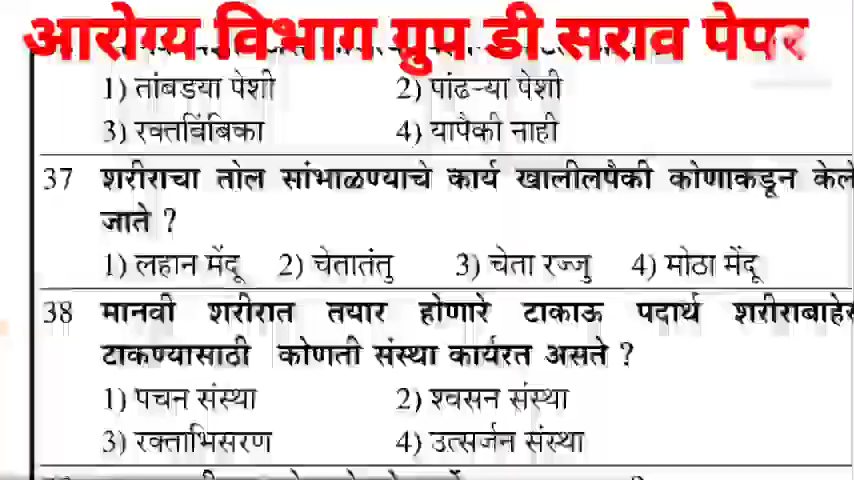 आरोग्य विभाग ग्रुप डी सराव पेपर
1) तांबडया पेशी 2) पांढऱ्या पेशी
3) रक्तबिंबिका 4) यापैकी नाही
37 शरीराचा तोल सांभाळण्याचे कार्य खालीलपैकी कोणाकडून केले
जाते ?
1) लहान मेंदू 2) चेतातंतु 3) चेता रज्जु 4) मोठा मेंदू
38 मानवी शरीरात तयार होणारे टाकाऊ पदार्थ शरीराबाहेर
टाकण्यासाठी कोणती संस्था कार्यरत असते ?
1) पचन संस्था 2) श्वसन संस्था
3) रक्ताभिसरण 4) उत्सर्जन संस्था